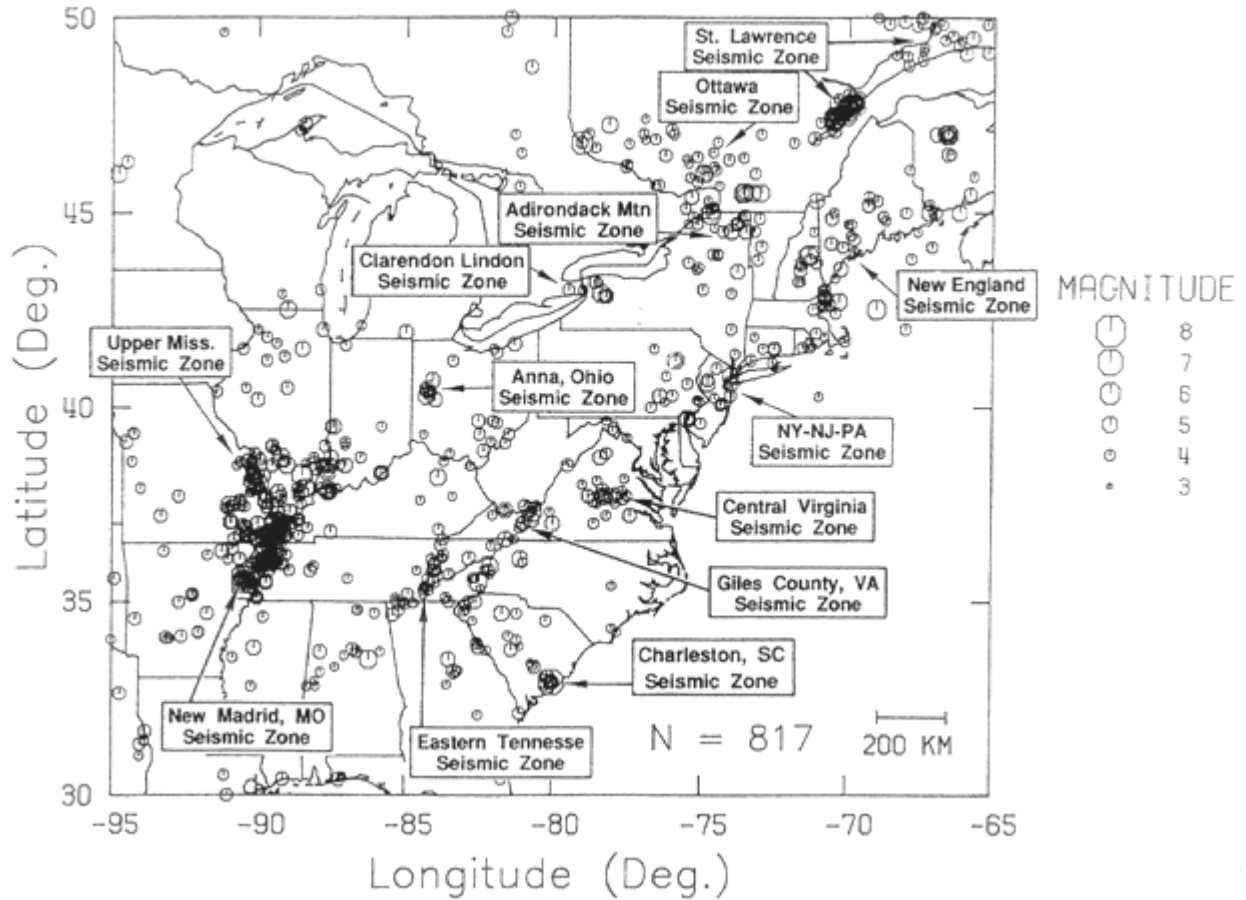 50
45
40
35
30
Latitude (Deg.)
St. Lawrence
Seismic Zone
Ottawa
Seismic Zone
Adirondack Mtn
Seismic Zone
Clarendon Lindon
Seismic Zone
New England
Seismic Zone
Upper Miss.
Seismic Zone
Anna, Ohio
Seismic Zone
NY-NJ-PA
Seismic Zone
Central Virginia
Seismic Zone
Giles County, VA
Seismic Zone
Charleston, SC
Seismic Zone
New Madrid, MO
Seismic Zone
Eastern Tennesse
Seismic Zone
N = 817
200 KM
-95 -90 -85 -80 -75 -70 -65
Longitude (Deg.)
MAGNITUDE
8
7
6
5
4
3